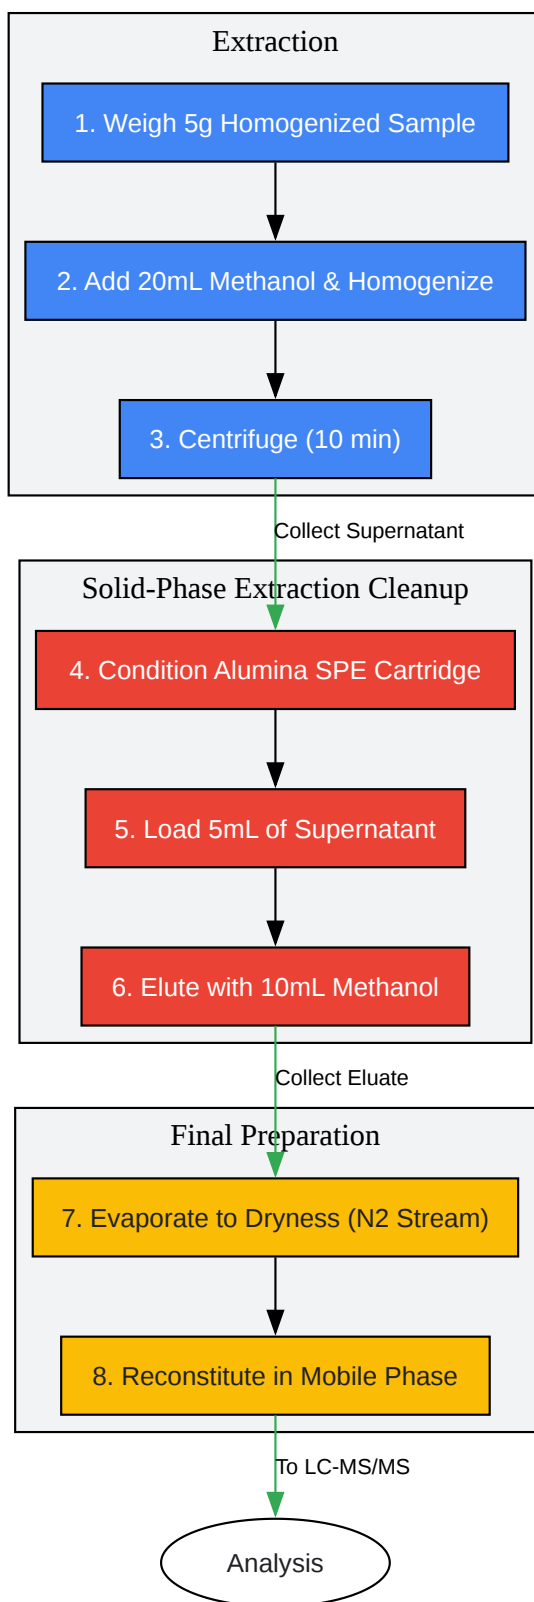 Extraction
1. Weigh 5g Homogenized Sample
2. Add 20mL Methanol & Homogenize
3. Centrifuge (10 min)
Collect Supernatant
Solid-Phase Extraction Cleanup
4. Condition Alumina SPE Cartridge
5. Load 5mL of Supernatant
6. Elute with 10mL Methanol
Collect Eluate
Final Preparation
7. Evaporate to Dryness (N2 Stream)
8. Reconstitute in Mobile Phase
To LC-MS/MS
Analysis